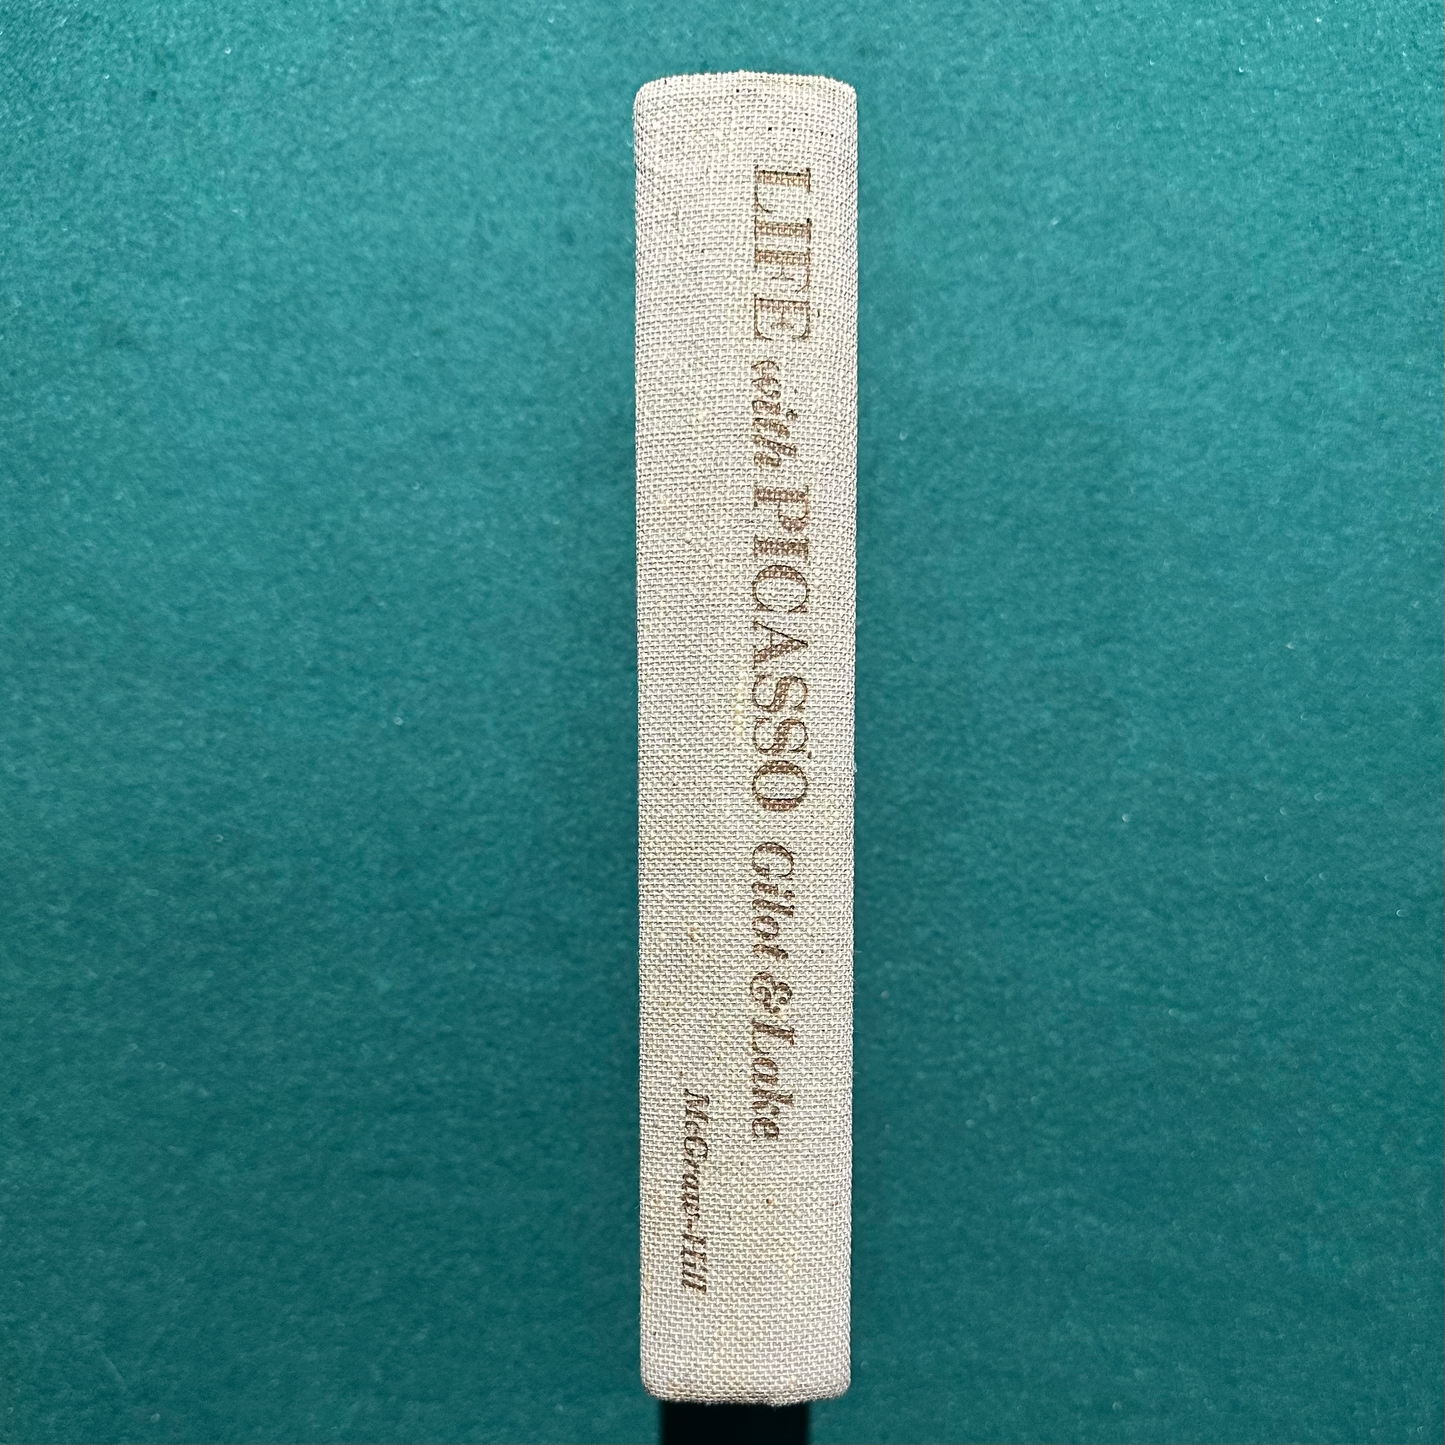 LIFE with PICASSO Gilot & Lake
McGraw-Hill